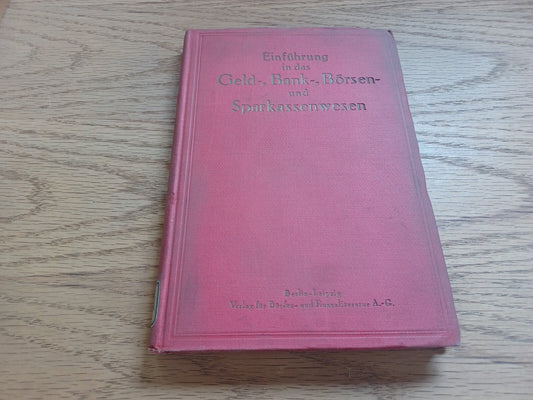 Einführung
in das
Geld-, Bank-, Börsen-
und
Sparkassenwesen
Berlin-Leipzig
Verlag für Börsen- und Finanzliteratur A.-G.